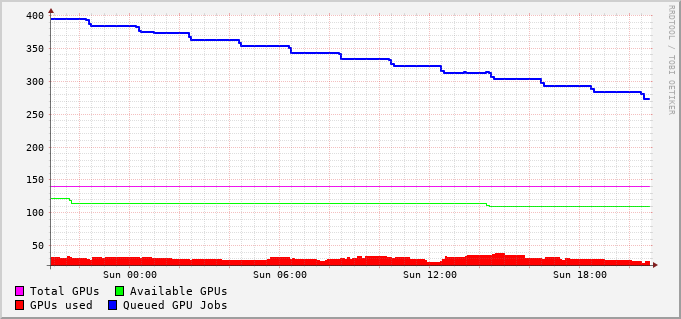 400
350
300
250
200
150
100
50
Sun 00:00 Sun 06:00 Sun 12:00 Sun 18:00
Total GPUs Available GPUs
GPUs used Queued GPU Jobs
RRDTOOL / TOBI OETIKER